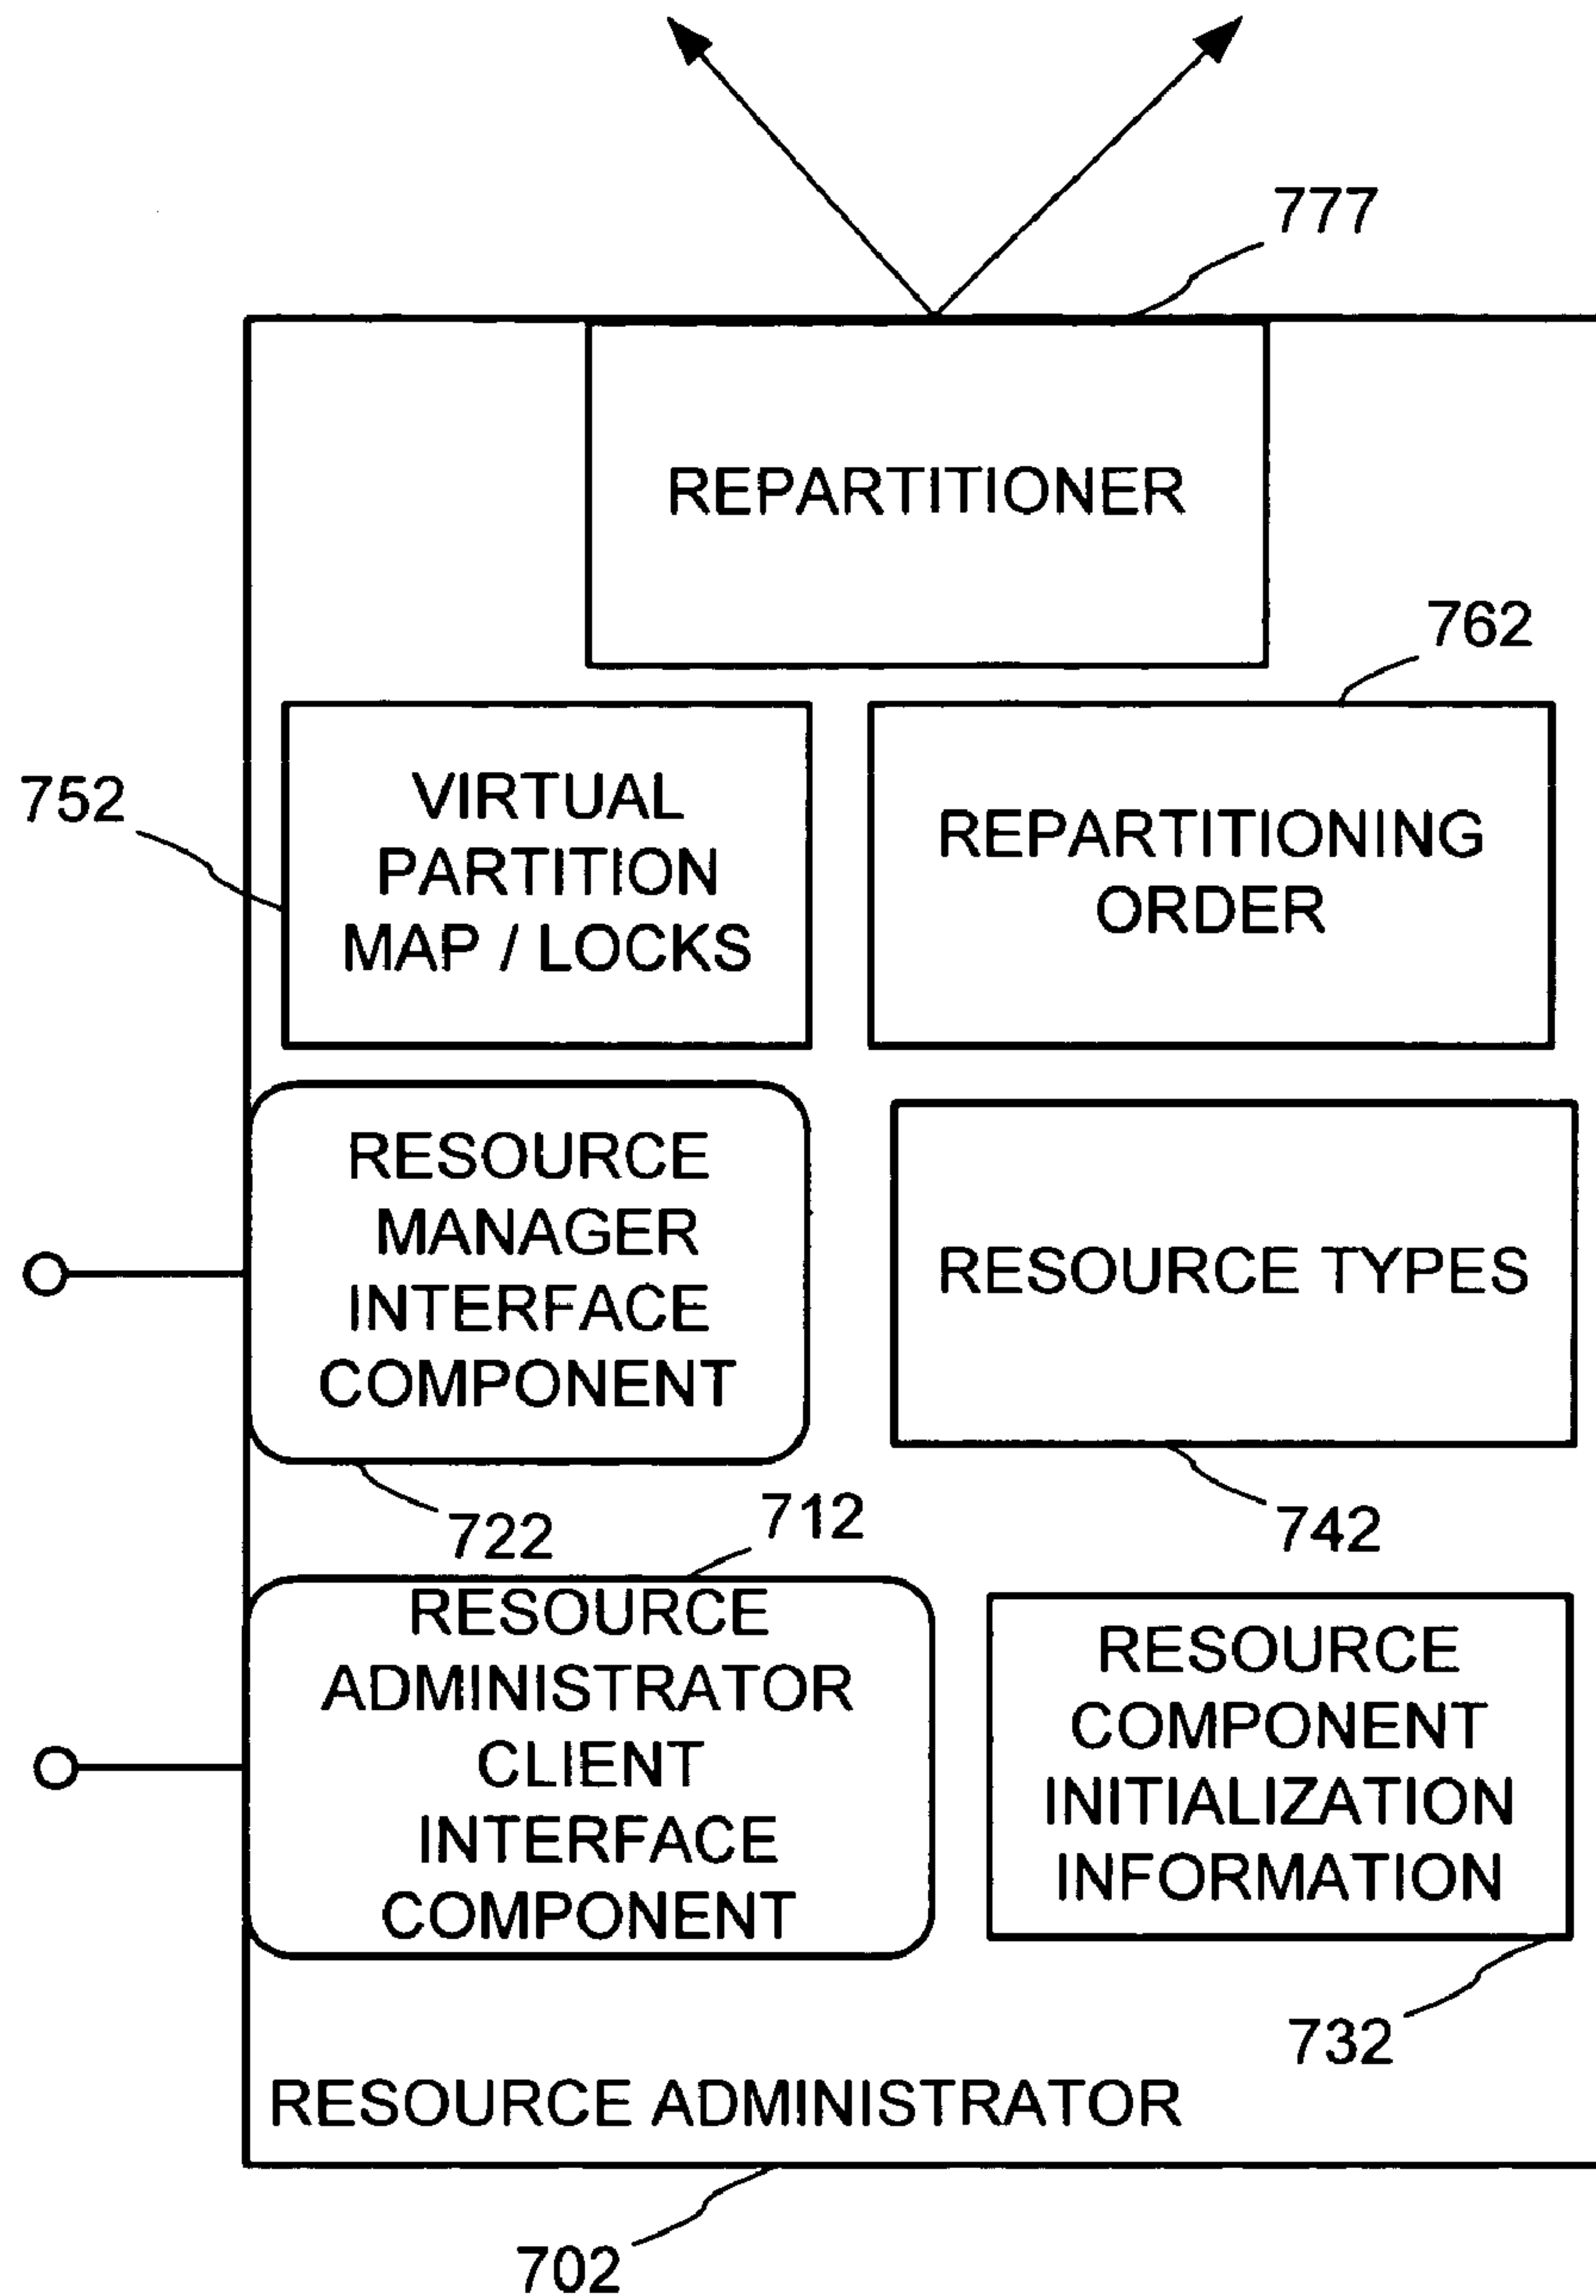 777
REPARTITIONER
762
752
VIRTUAL
PARTITION
MAP / LOCKS
REPARTITIONING
ORDER
RESOURCE
MANAGER
INTERFACE
COMPONENT
RESOURCE TYPES
722
712
742
RESOURCE
ADMINISTRATOR
CLIENT
INTERFACE
COMPONENT
RESOURCE
COMPONENT
INITIALIZATION
INFORMATION
732
RESOURCE ADMINISTRATOR
702